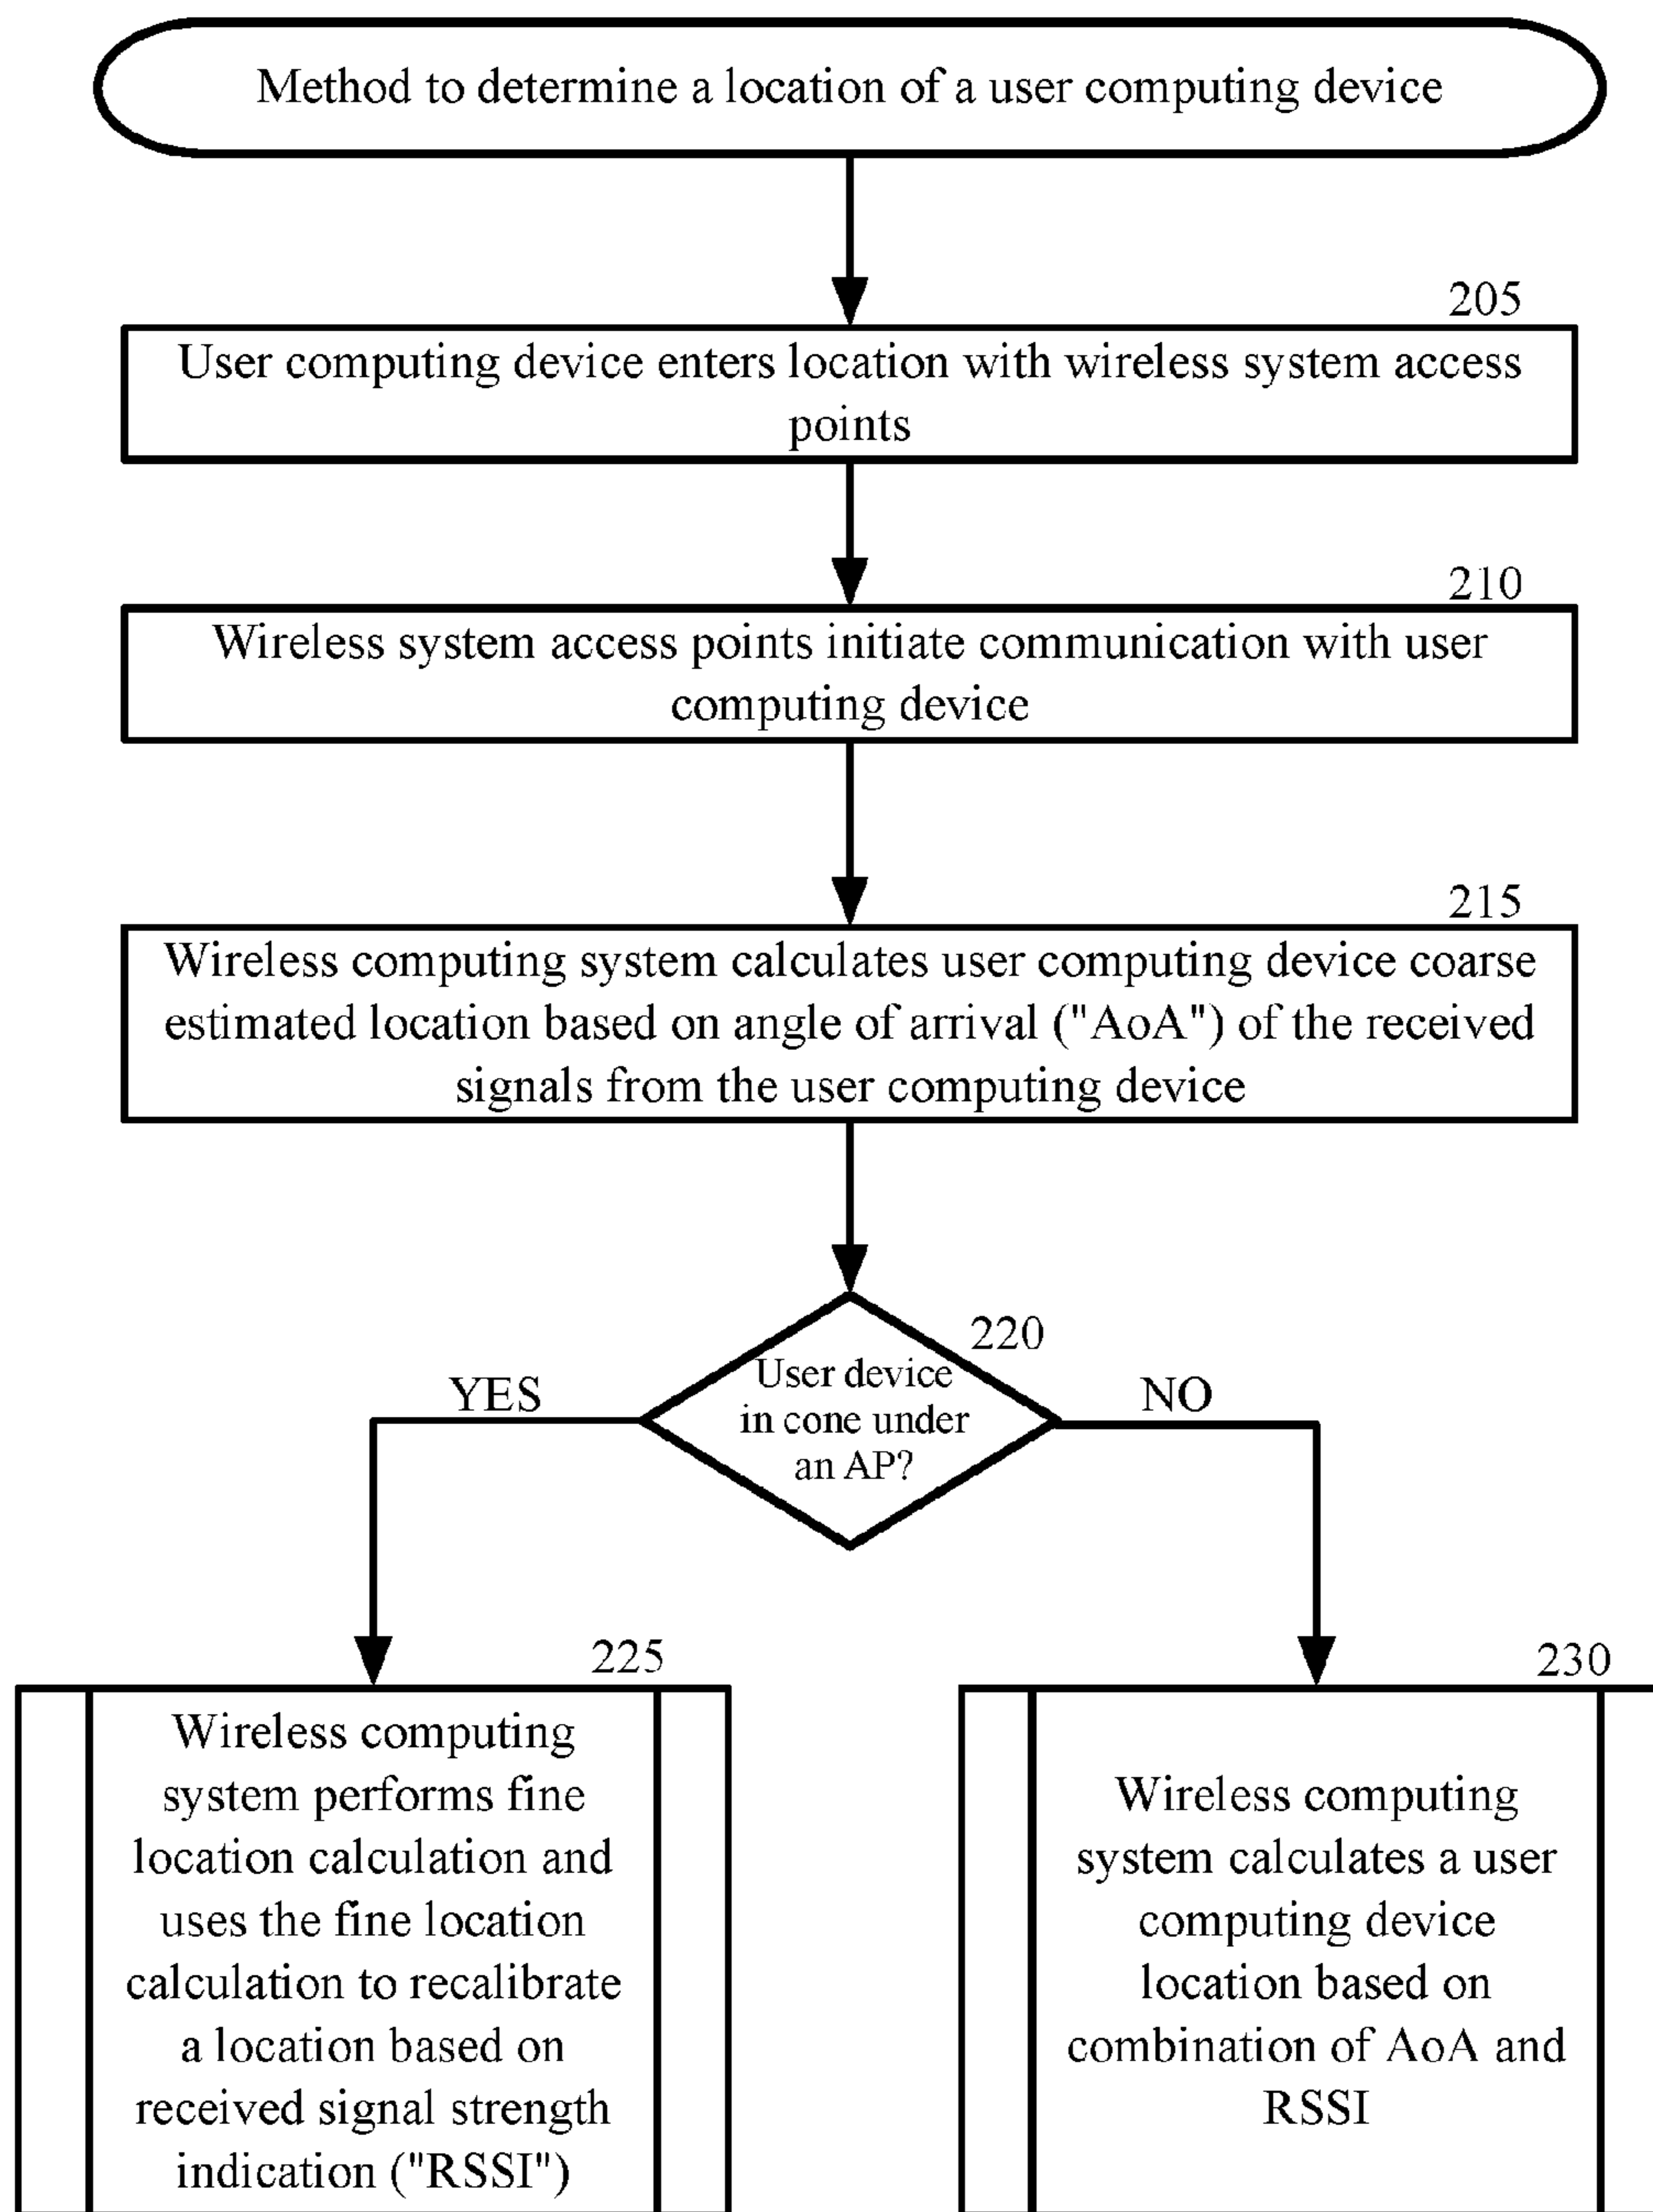 Method to determine a location of a user computing device
205
User computing device enters location with wireless system access
points
210
Wireless system access points initiate communication with user
computing device
215
Wireless computing system calculates user computing device coarse
estimated location based on angle of arrival ("AoA") of the received
signals from the user computing device
220
User device
in cone under
an AP?
YES
NO
225
Wireless computing
system performs fine
location calculation and
uses the fine location
calculation to recalibrate
a location based on
received signal strength
indication ("RSSI")
230
Wireless computing
system calculates a user
computing device
location based on
combination of AoA and
RSSI